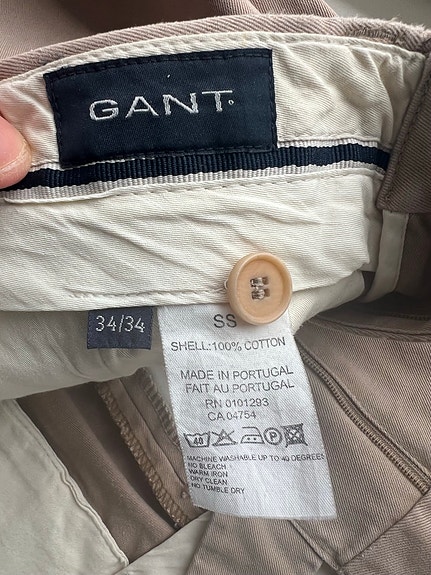 GANT
34/34
SS
SHELL:100% COTTON
MADE IN PORTUGAL
FAIT AU PORTUGAL
RN 0101293
CA 04754
40 P
MACHINE WASHABLE UP TO 40 DEGREES
NO BLEACH
WARM IRON
DRY CLEAN
NO TUMBLE DRY